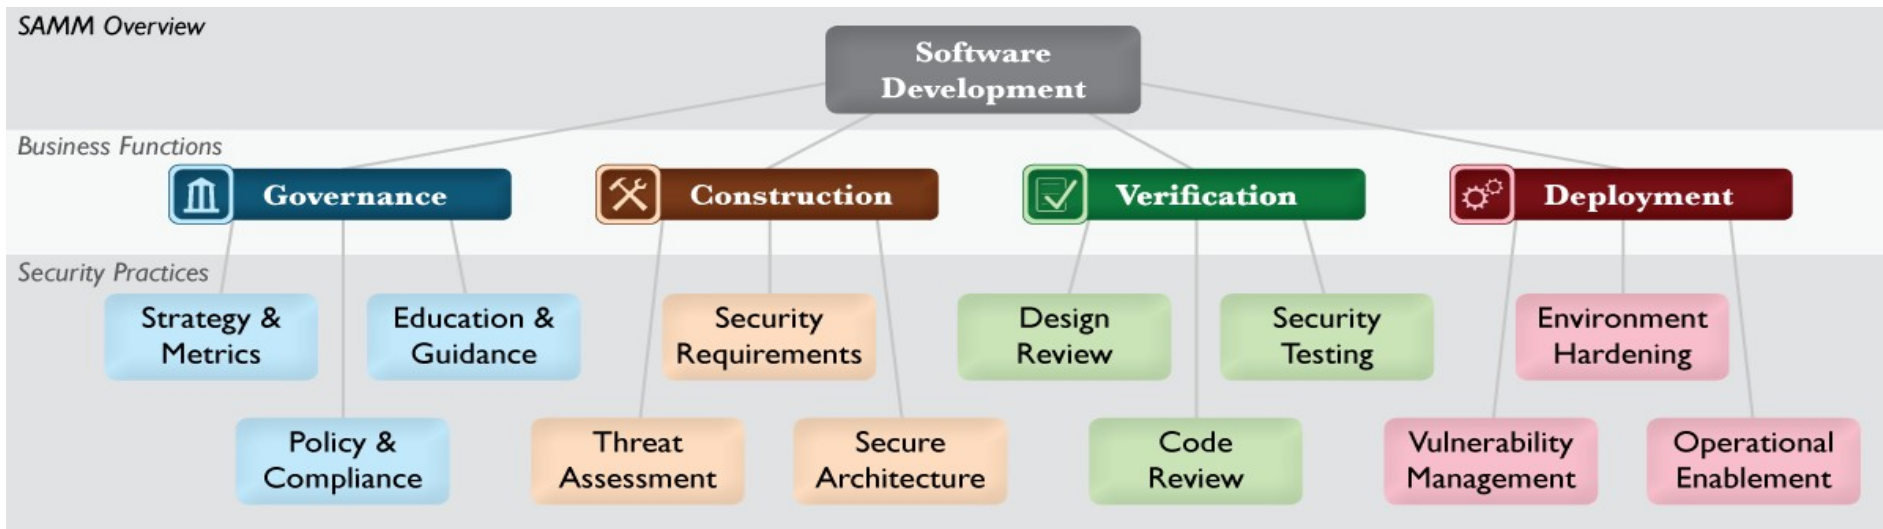 SAMM Overview
Software
Development
Business Functions
Governance
Construction
Verification
Deployment
Security Practices
Strategy &
Metrics
Education &
Guidance
Security
Requirements
Design
Review
Security
Testing
Environment
Hardening
Policy &
Compliance
Threat
Assessment
Secure
Architecture
Code
Review
Vulnerability
Management
Operational
Enablement